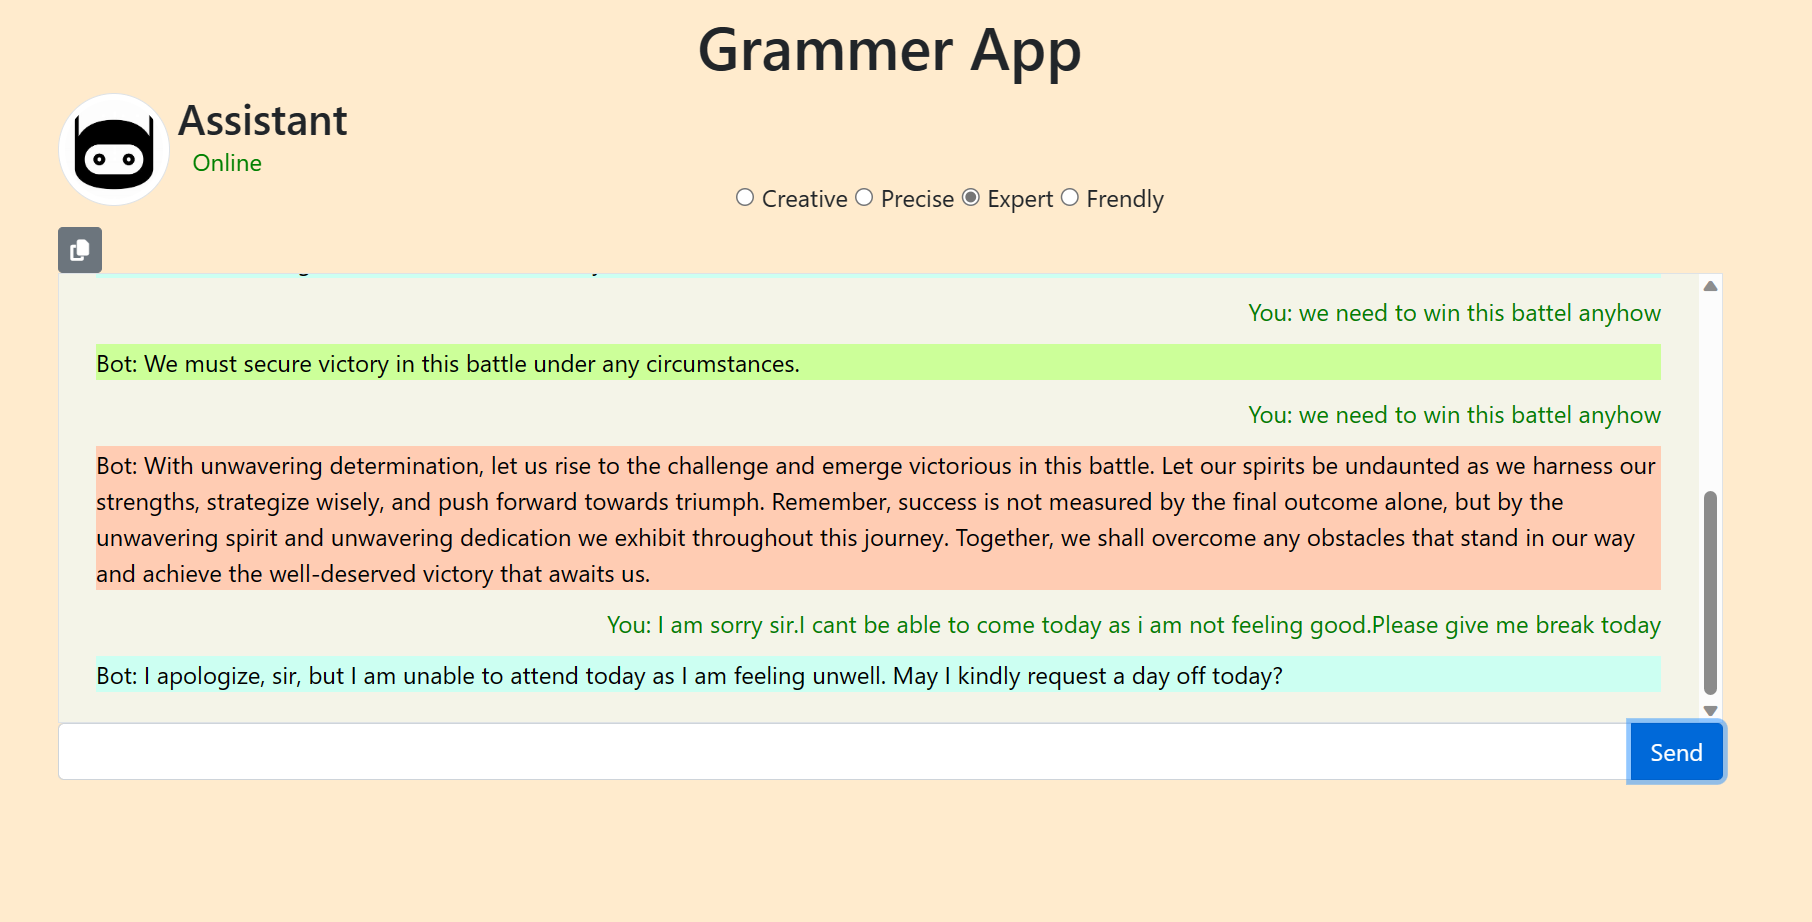 Grammer App
Assistant
Online
Creative Precise Expert Frendly
You: we need to win this battel anyhow
Bot: We must secure victory in this battle under any circumstances.
You: we need to win this battel anyhow
Bot: With unwavering determination, let us rise to the challenge and emerge victorious in this battle. Let our spirits be undaunted as we harness our
strengths, strategize wisely, and push forward towards triumph. Remember, success is not measured by the final outcome alone, but by the
unwavering spirit and unwavering dedication we exhibit throughout this journey. Together, we shall overcome any obstacles that stand in our way
and achieve the well-deserved victory that awaits us.
You: I am sorry sir.I cant be able to come today as i am not feeling good.Please give me break today
Bot: I apologize, sir, but I am unable to attend today as I am feeling unwell. May I kindly request a day off today?
Send